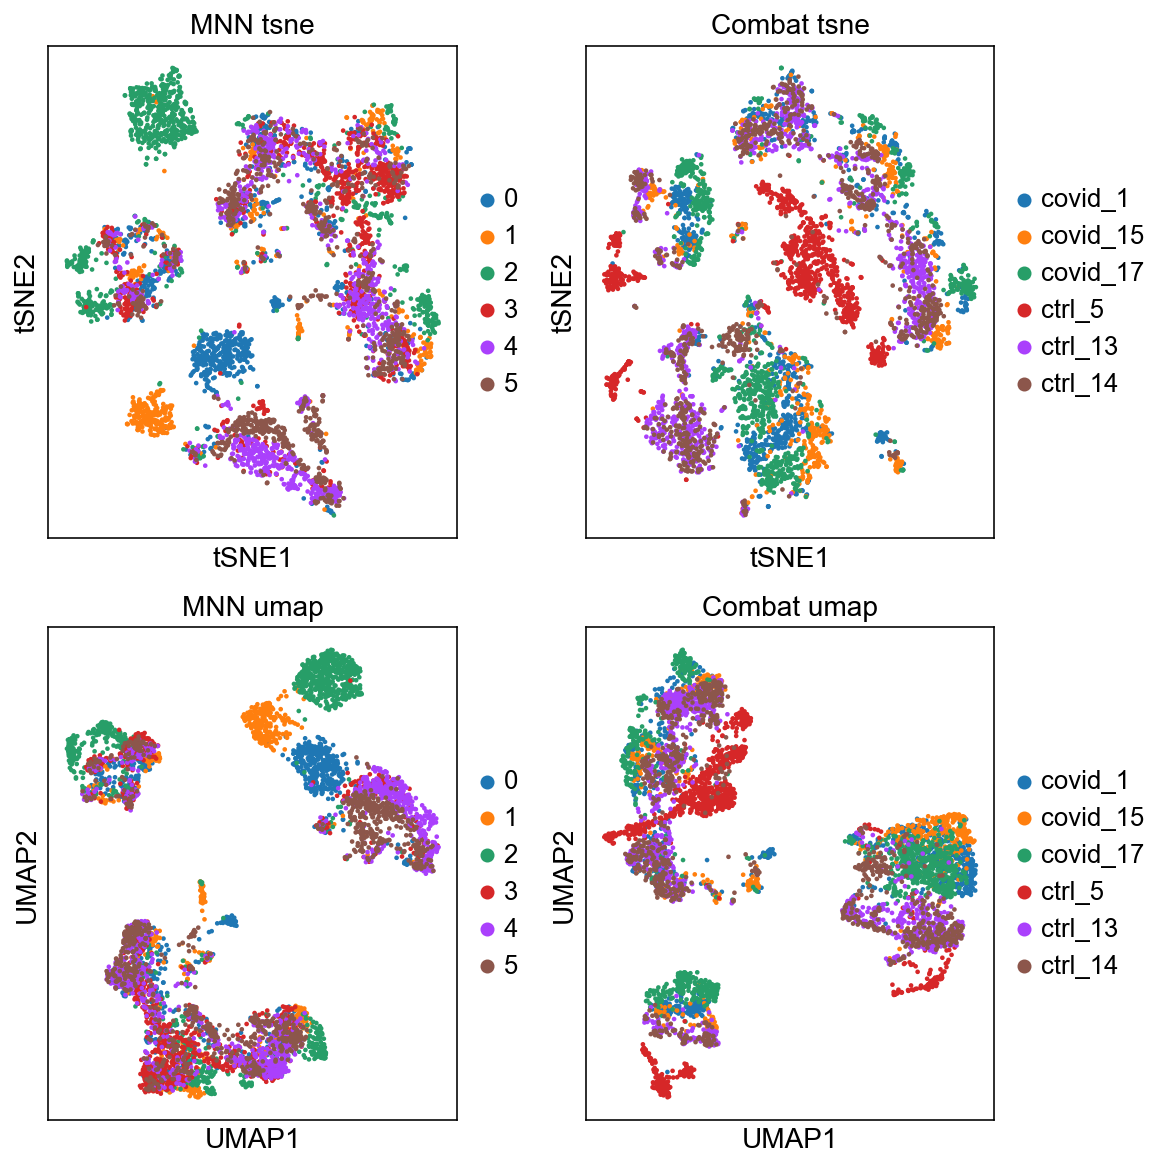 MNN tsne
tSNE2
tSNE1
0
1
2
3
4
5
Combat tsne
tSNE2
tSNE1
covid_1
covid_15
covid_17
ctrl_5
ctrl_13
ctrl_14
MNN umap
UMAP2
UMAP1
0
1
2
3
4
5
Combat umap
UMAP2
UMAP1
covid_1
covid_15
covid_17
ctrl_5
ctrl_13
ctrl_14